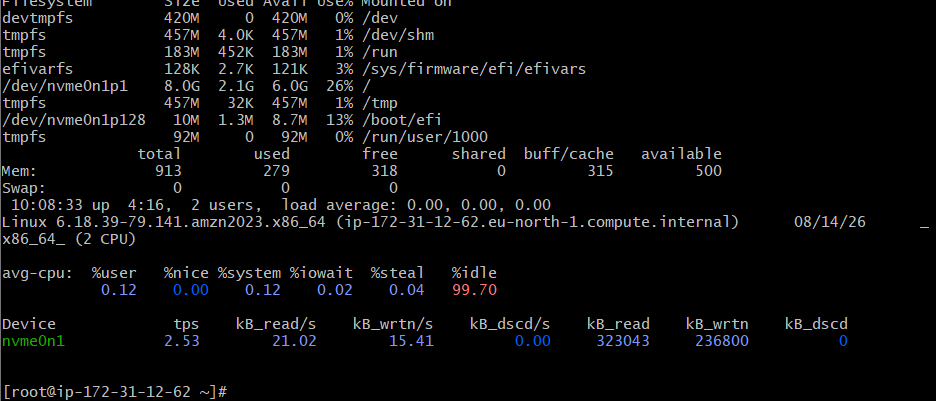 Filesystem      Size  Used Avail Use% Mounted on
devtmpfs        420M     0  420M   0% /dev
tmpfs           457M  4.0K  457M   1% /dev/shm
tmpfs           183M  452K  183M   1% /run
efivarfs        128K  2.7K  121K   3% /sys/firmware/efi/efivars
/dev/nvme0n1p1  8.0G  2.1G  6.0G  26% /
tmpfs           457M   32K  457M   1% /tmp
/dev/nvme0n1p128   10M  1.3M  8.7M  13% /boot/efi
tmpfs            92M     0   92M   0% /run/user/1000
               total        used        free      shared  buff/cache   available
Mem:             913         279         318           0         315         500
Swap:              0           0           0
 10:08:33 up  4:16,  2 users,  load average: 0.00, 0.00, 0.00
Linux 6.18.39-79.141.amzn2023.x86_64 (ip-172-31-12-62.eu-north-1.compute.internal)      08/14/26        _
x86_64_ (2 CPU)
avg-cpu:  %user   %nice %system %iowait  %steal   %idle
           0.12    0.00    0.12    0.02    0.04   99.70
Device             tps    kB_read/s    kB_wrtn/s    kB_dscd/s    kB_read    kB_wrtn    kB_dscd
nvme0n1           2.53        21.02        15.41         0.00     323043     236800          0
[root@ip-172-31-12-62 ~]#